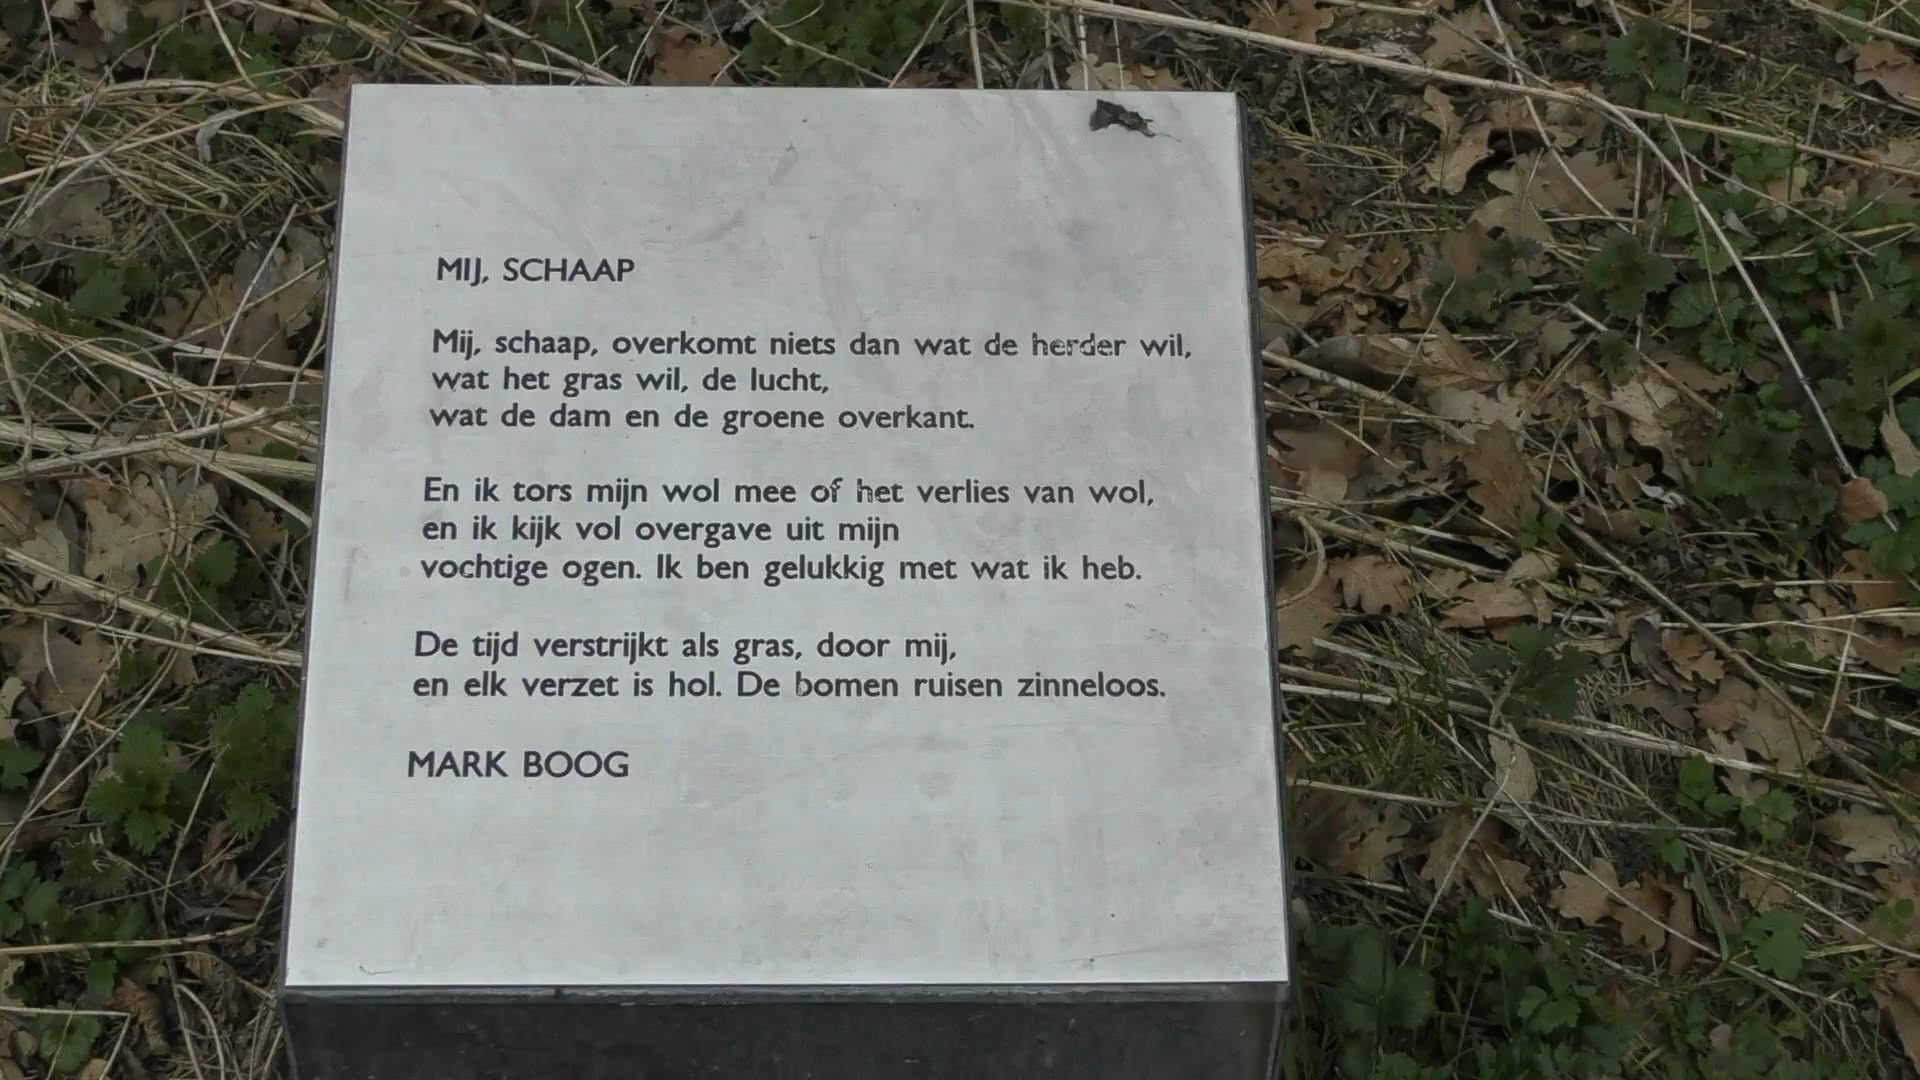 MIJ, SCHAAP
Mij, schaap, overkomt niets dan wat de herder wil,
wat het gras wil, de lucht,
wat de dam en de groene overkant.
En ik tors mijn wol mee of het verlies van wol,
en ik kijk vol overgave uit mijn
vochtige ogen. Ik ben gelukkig met wat ik heb.
De tijd verstrijkt als gras, door mij,
en elk verzet is hol. De bomen ruisen zinneloos.
MARK BOOG